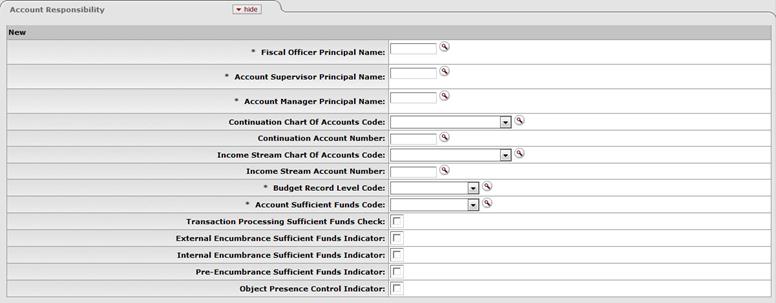 Account Responsibility
▼ hide
New
* Fiscal Officer Principal Name:
* Account Supervisor Principal Name:
* Account Manager Principal Name:
Continuation Chart Of Accounts Code:
Continuation Account Number:
Income Stream Chart Of Accounts Code:
Income Stream Account Number:
* Budget Record Level Code:
* Account Sufficient Funds Code:
Transaction Processing Sufficient Funds Check:
External Encumbrance Sufficient Funds Indicator:
Internal Encumbrance Sufficient Funds Indicator:
Pre-Encumbrance Sufficient Funds Indicator:
Object Presence Control Indicator: